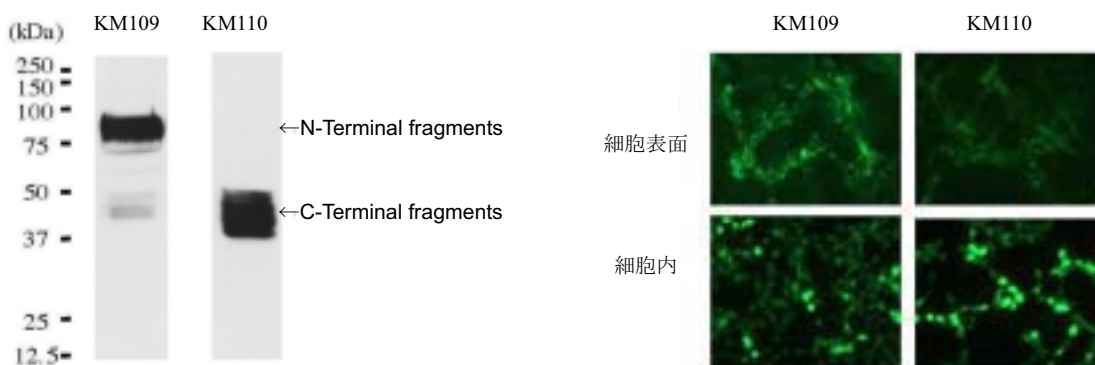 KM109 KM110
(kDa)
250
150
100
75
50
37
25
12.5
←N-Terminal fragments
←C-Terminal fragments
KM109 KM110
細胞表面
細胞内